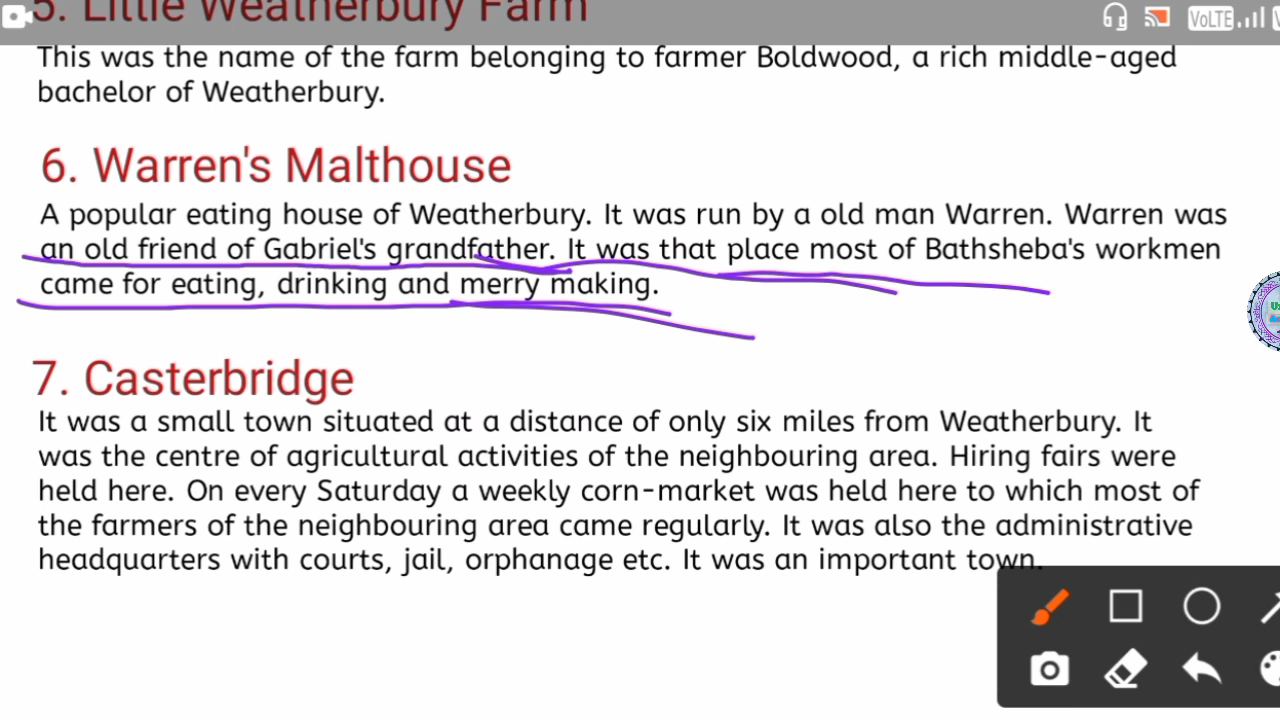 5. Little Weatherbury Farm
VoLTE
This was the name of the farm belonging to farmer Boldwood, a rich middle-aged
bachelor of Weatherbury.
6. Warren's Malthouse
A popular eating house of Weatherbury. It was run by a old man Warren. Warren was
an old friend of Gabriel's grandfather. It was that place most of Bathsheba's workmen
came for eating, drinking and merry making.
7. Casterbridge
It was a small town situated at a distance of only six miles from Weatherbury. It
was the centre of agricultural activities of the neighbouring area. Hiring fairs were
held here. On every Saturday a weekly corn-market was held here to which most of
the farmers of the neighbouring area came regularly. It was also the administrative
headquarters with courts, jail, orphanage etc. It was an important town.